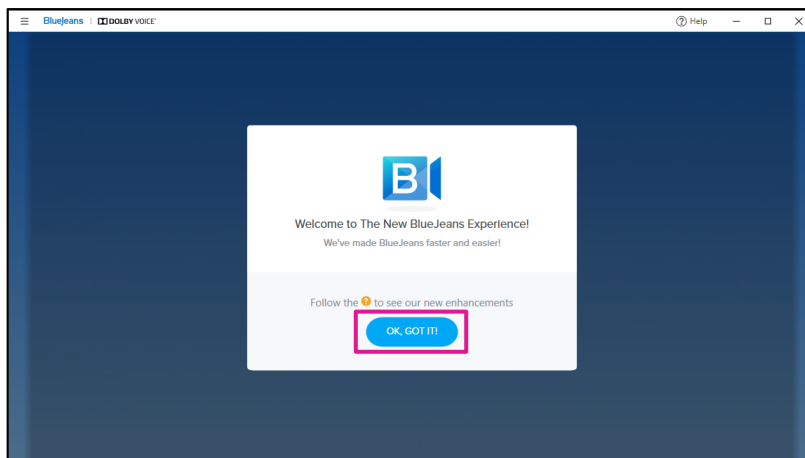 BlueJeans | DOLBY VOICE® Help
B
Welcome to The New BlueJeans Experience!
We've made BlueJeans faster and easier!
Follow the ? to see our new enhancements
OK, GOT IT!